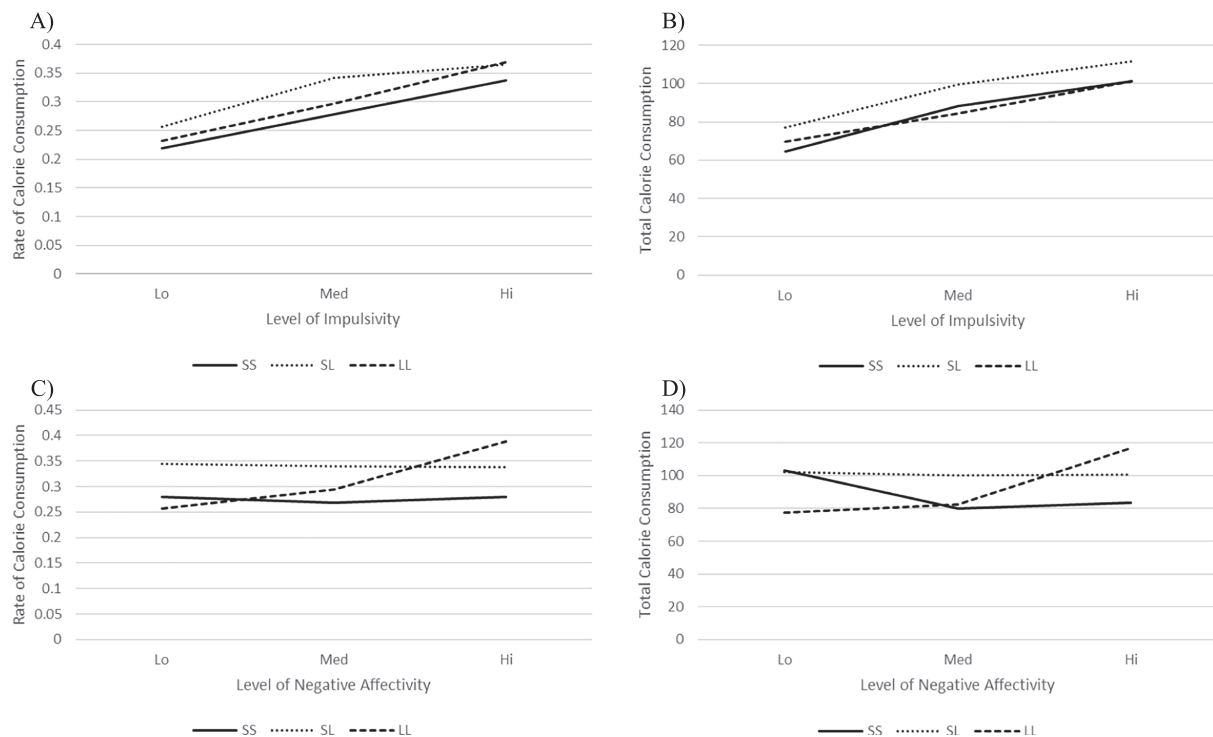 A)
Rate of Calorie Consumption
0.4
0.35
0.3
0.25
0.2
0.15
0.1
0.05
0
Lo Med Hi
Level of Impulsivity
SS SL LL
B)
Total Calorie Consumption
120
100
80
60
40
20
0
Lo Med Hi
Level of Impulsivity
SS SL LL
C)
Rate of Calorie Consumption
0.45
0.4
0.35
0.3
0.25
0.2
0.15
0.1
0.05
0
Lo Med Hi
Level of Negative Affectivity
SS SL LL
D)
Total Calorie Consumption
140
120
100
80
60
40
20
0
Lo Med Hi
Level of Negative Affectivity
SS SL LL